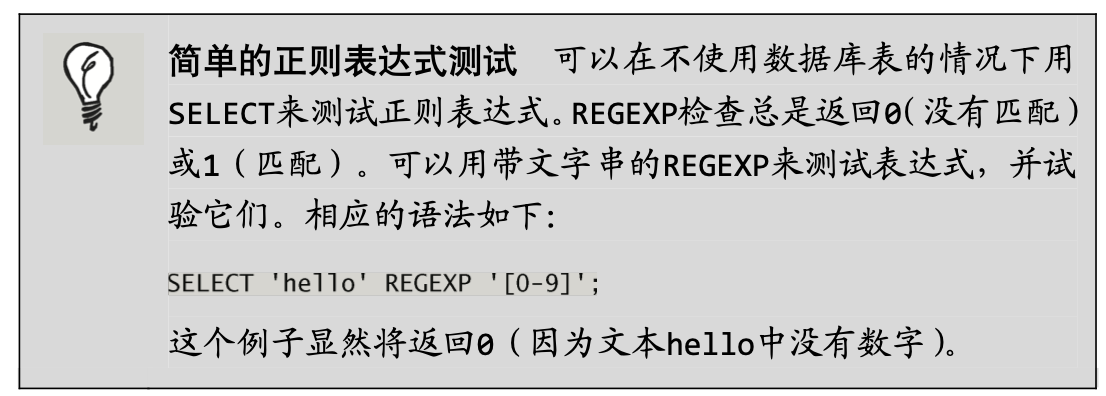 简单的正则表达式测试 可以在不使用数据库表的情况下用
SELECT来测试正则表达式。REGEXP检查总是返回0(没有匹配)
或1(匹配)。可以用带文字串的REGEXP来测试表达式,并试
验它们。相应的语法如下:
SELECT 'hello' REGEXP '[0-9]';
这个例子显然将返回0(因为文本hello中没有数字)。